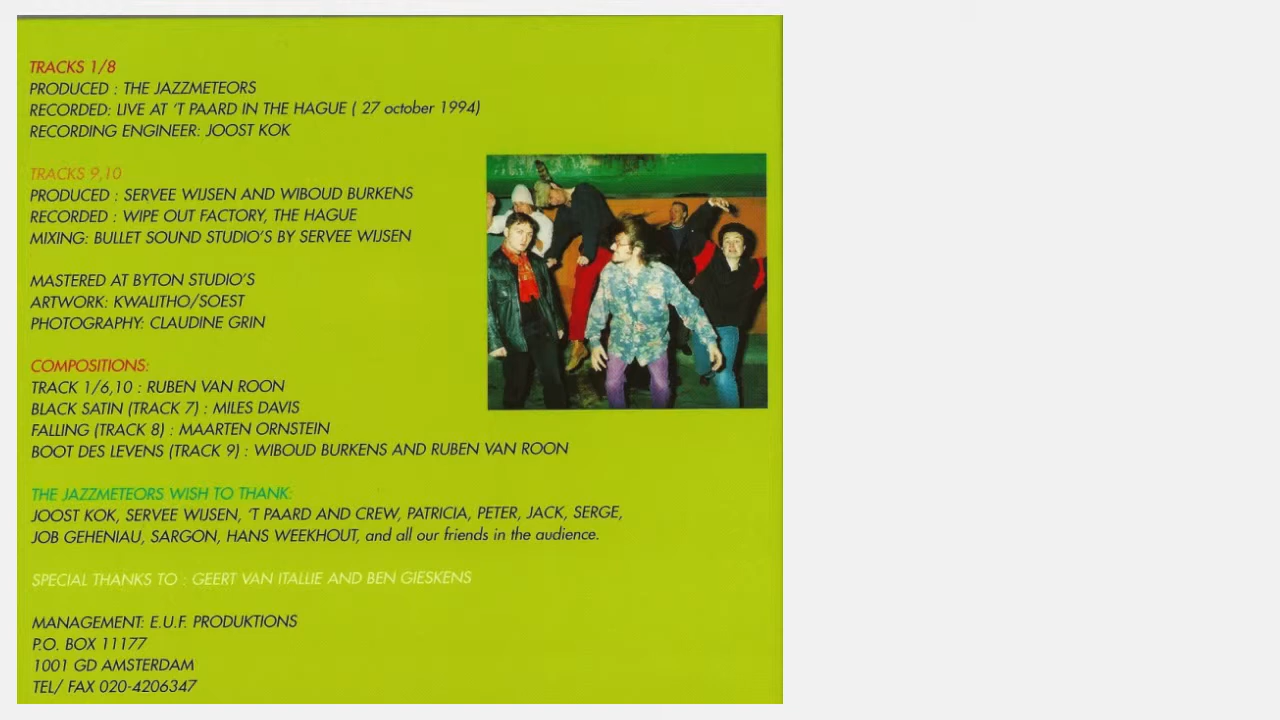 TRACKS 1/8
PRODUCED : THE JAZZMETEORS
RECORDED: LIVE AT 'T PAARD IN THE HAGUE ( 27 october 1994)
RECORDING ENGINEER: JOOST KOK
TRACKS 9,10
PRODUCED : SERVEE WIJSEN AND WIBOUD BURKENS
RECORDED : WIPE OUT FACTORY, THE HAGUE
MIXING: BULLET SOUND STUDIO'S BY SERVEE WIJSEN
MASTERED AT BYTON STUDIO'S
ARTWORK: KWALITHO/SOEST
PHOTOGRAPHY: CLAUDINE GRIN
COMPOSITIONS:
TRACK 1/6,10 : RUBEN VAN ROON
BLACK SATIN (TRACK 7) : MILES DAVIS
FALLING (TRACK 8) : MAARTEN ORNSTEIN
BOOT DES LEVENS (TRACK 9) : WIBOUD BURKENS AND RUBEN VAN ROON
THE JAZZMETEORS WISH TO THANK:
JOOST KOK, SERVEE WIJSEN, 'T PAARD AND CREW, PATRICIA, PETER, JACK, SERGE,
JOB GEHENIAU, SARGON, HANS WEEKHOUT, and all our friends in the audience.
SPECIAL THANKS TO : GEERT VAN ITALLIE AND BEN GIESKENS
MANAGEMENT: E.U.F. PRODUKTIONS
P.O. BOX 11177
1001 GD AMSTERDAM
TEL/ FAX 020-4206347